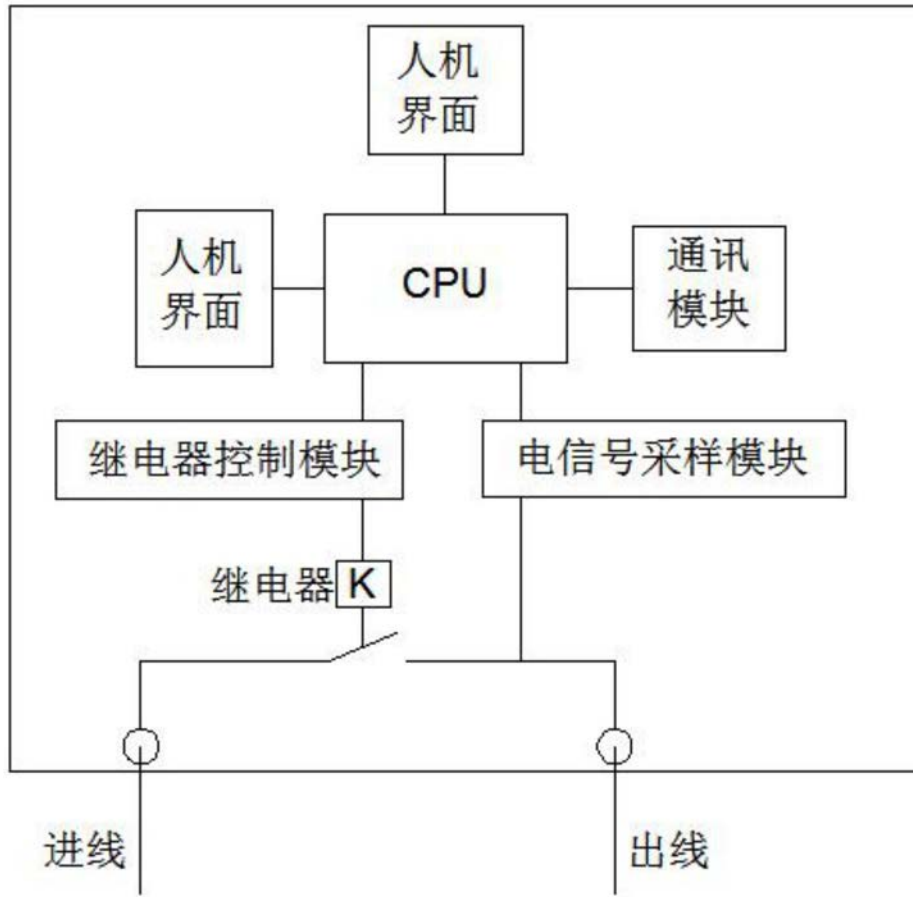 人机
界面
人机
界面
CPU
通讯
模块
继电器控制模块
电信号采样模块
继电器 K
进线
出线